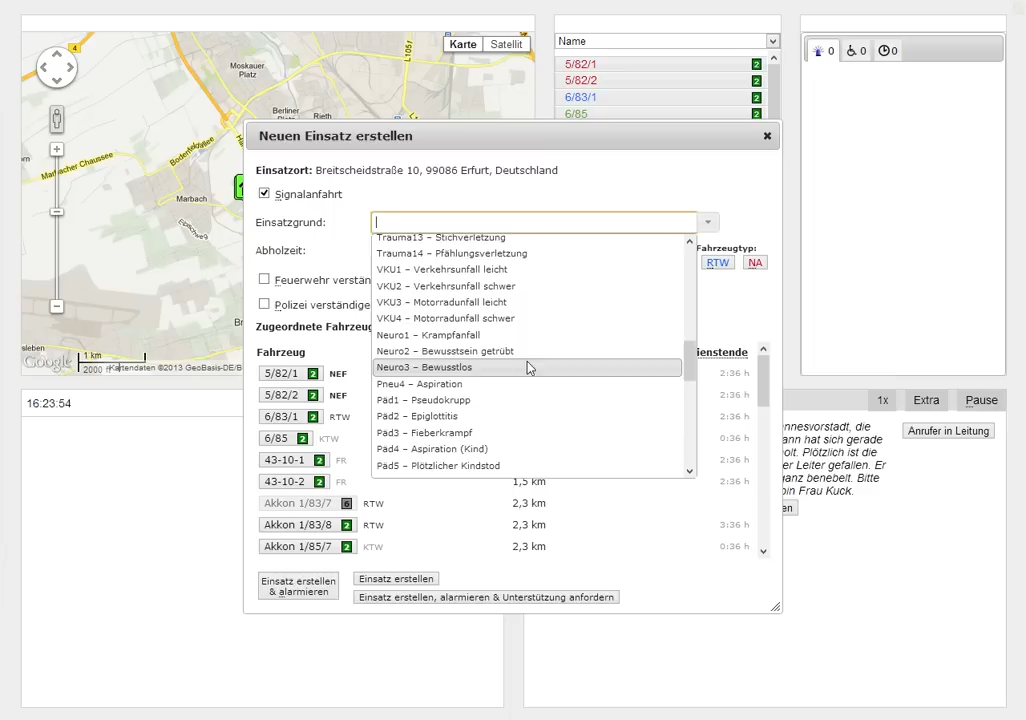 Karte
Satellit
4
L1051
Moskauer
Platz
Berliner
Platz
Rieth
Marbacher Chaussee
Bodenfeldallee
Marbach
1 km
2000 ft
Kartendaten ©2013 GeoBasis-DE/B
Google
Name
5/82/1 2
5/82/2 2
6/83/1 2
6/85 2
0
0
0
Neuen Einsatz erstellen
Einsatzort: Breitscheidstraße 10, 99086 Erfurt, Deutschland
Signalanfahrt
Einsatzgrund:
Abholzeit:
Fahrzeugtyp:
RTW NA
Feuerwehr verstän
Polizei verständige
Zugeordnete Fahrzeug
Trauma13 – Stichverletzung
Trauma14 – Pfählungsverletzung
VKU1 – Verkehrsunfall leicht
VKU2 – Verkehrsunfall schwer
VKU3 – Motorradunfall leicht
VKU4 – Motorradunfall schwer
Neuro1 – Krampfanfall
Neuro2 – Bewusstsein getrübt
Neuro3 – Bewusstlos
Pneu4 – Aspiration
Päd1 – Pseudokrupp
Päd2 – Epiglottitis
Päd3 – Fieberkrampf
Päd4 – Aspiration (Kind)
Päd5 – Plötzlicher Kindstod
Fahrzeug ienstende
5/82/1 2 NEF 2:36 h
5/82/2 2 NEF 2:36 h
6/83/1 2 RTW 2:36 h
6/85 2 KTW 0:36 h
43-10-1 2 FR 2:36 h
43-10-2 2 FR 1,5 km 2:36 h
Akkon 1/83/7 6 RTW 2,3 km
Akkon 1/83/8 2 RTW 2,3 km 3:36 h
Akkon 1/85/7 2 KTW 2,3 km 0:36 h
Einsatz erstellen
& alarmieren
Einsatz erstellen
Einsatz erstellen, alarmieren & Unterstützung anfordern
16:23:54
1x Extra Pause
Anrufer in Leitung
nnesvorstadt, die
ann hat sich gerade
olt. Plötzlich ist die
er Leiter gefallen. Er
anz benebelt. Bitte
bin Frau Kuck.
en